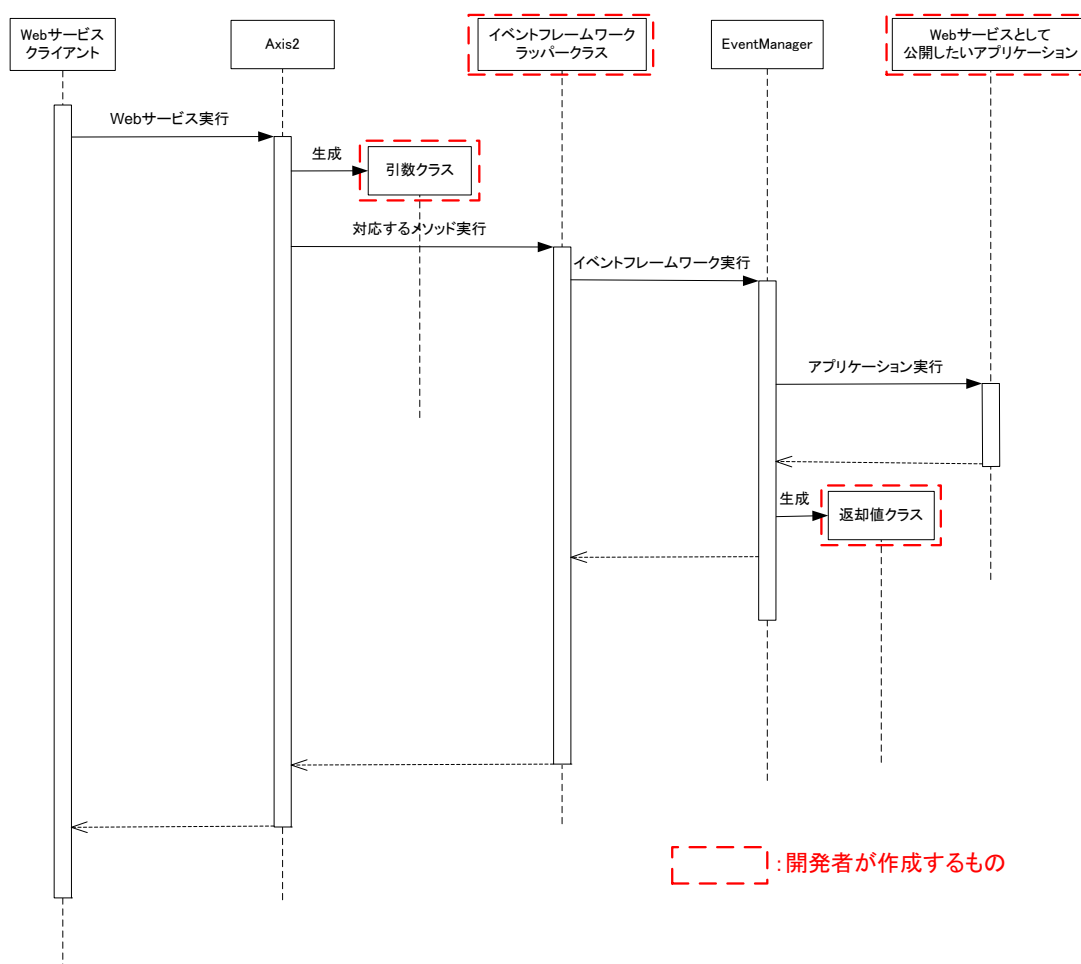 Webサービス
クライアント
Axis2
イベントフレームワーク
ラッパークラス
EventManager
Webサービスとして
公開したいアプリケーション
Webサービス実行
生成
引数クラス
対応するメソッド実行
イベントフレームワーク実行
アプリケーション実行
生成
返却値クラス
:開発者が作成するもの